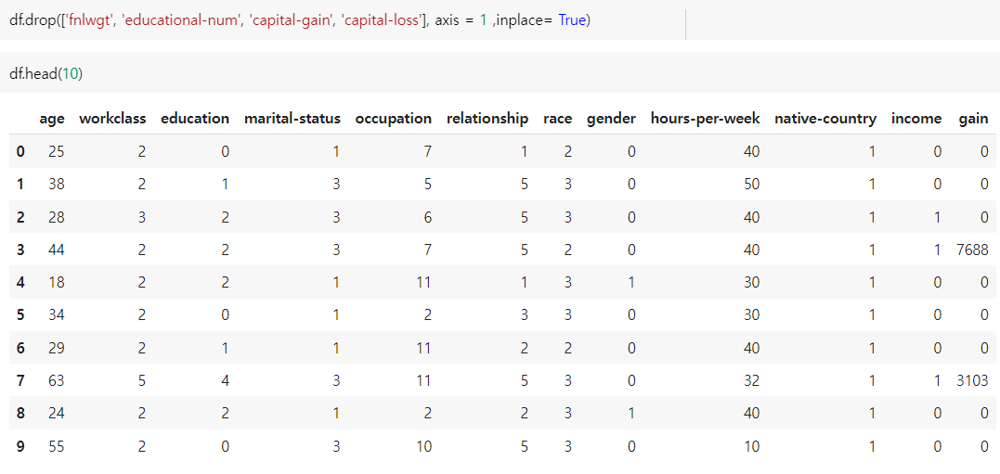 df.drop(['fnlwgt', 'educational-num', 'capital-gain', 'capital-loss'], axis = 1 ,inplace= True)
df.head(10)
age workclass education marital-status occupation relationship race gender hours-per-week native-country income gain
0 25 2 0 1 7 1 2 0 40 1 0 0
1 38 2 1 3 5 5 3 0 50 1 0 0
2 28 3 2 3 6 5 3 0 40 1 1 0
3 44 2 2 3 7 5 2 0 40 1 1 7688
4 18 2 2 1 11 1 3 1 30 1 0 0
5 34 2 0 1 2 3 3 0 30 1 0 0
6 29 2 1 1 11 2 2 0 40 1 0 0
7 63 5 4 3 11 5 3 0 32 1 1 3103
8 24 2 2 1 2 2 3 1 40 1 0 0
9 55 2 0 3 10 5 3 0 10 1 0 0